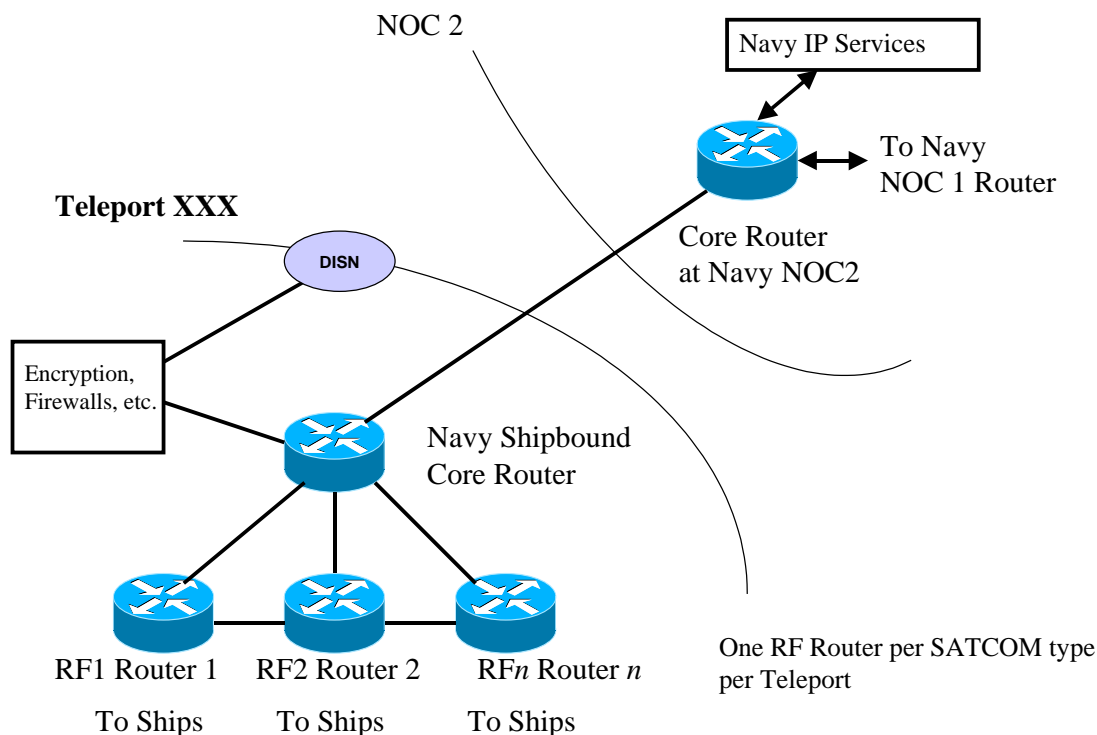 NOC 2
Navy IP Services
To Navy
NOC 1 Router
Teleport XXX
Core Router
at Navy NOC2
DISN
Encryption,
Firewalls, etc.
Navy Shipbound
Core Router
RF1 Router 1
RF2 Router 2
RFn Router n
To Ships
To Ships
To Ships
One RF Router per SATCOM type
per Teleport